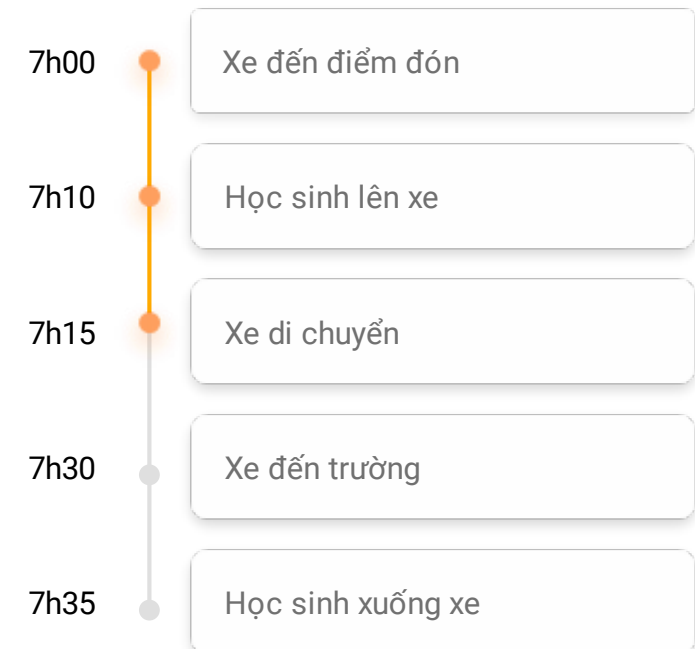 7h00 Xe đến điểm đón
7h10 Học sinh lên xe
7h15 Xe di chuyển
7h30 Xe đến trường
7h35 Học sinh xuống xe